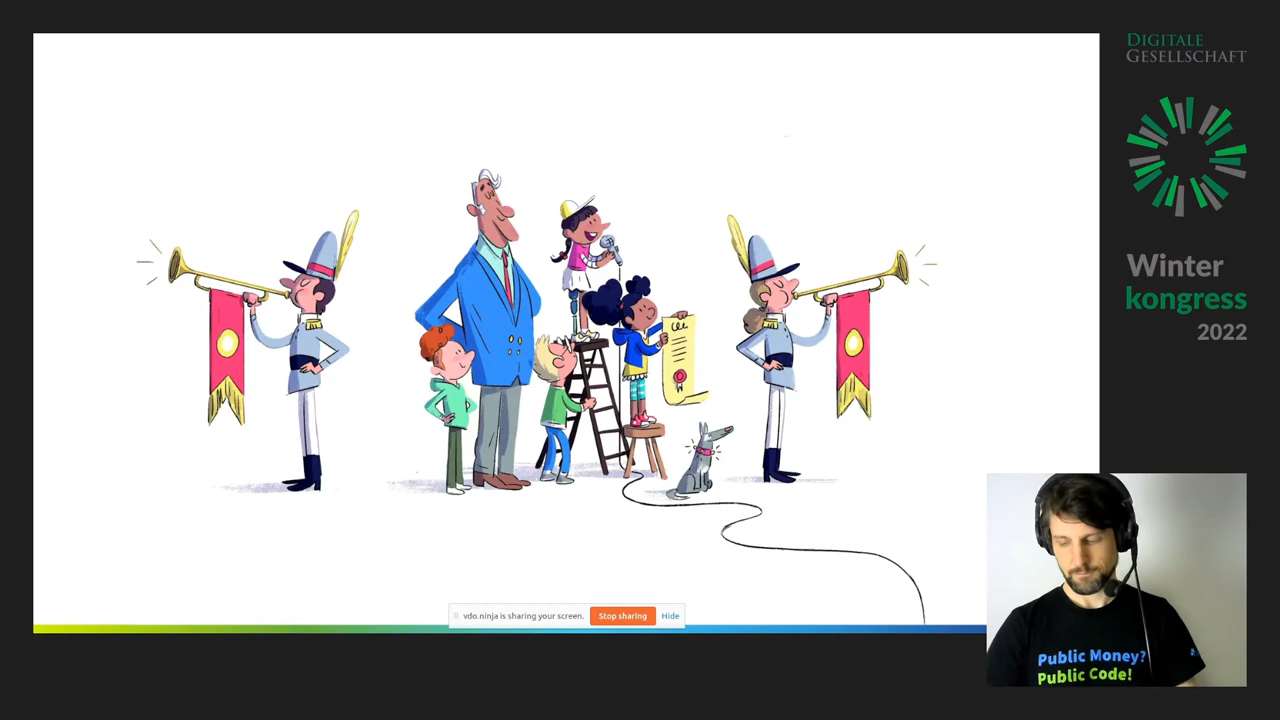 DIGITALE
GESELLSCHAFT
Winter
kongress
2022
vdo.ninja is sharing your screen.
Stop sharing
Hide
Public Money?
Public Code!